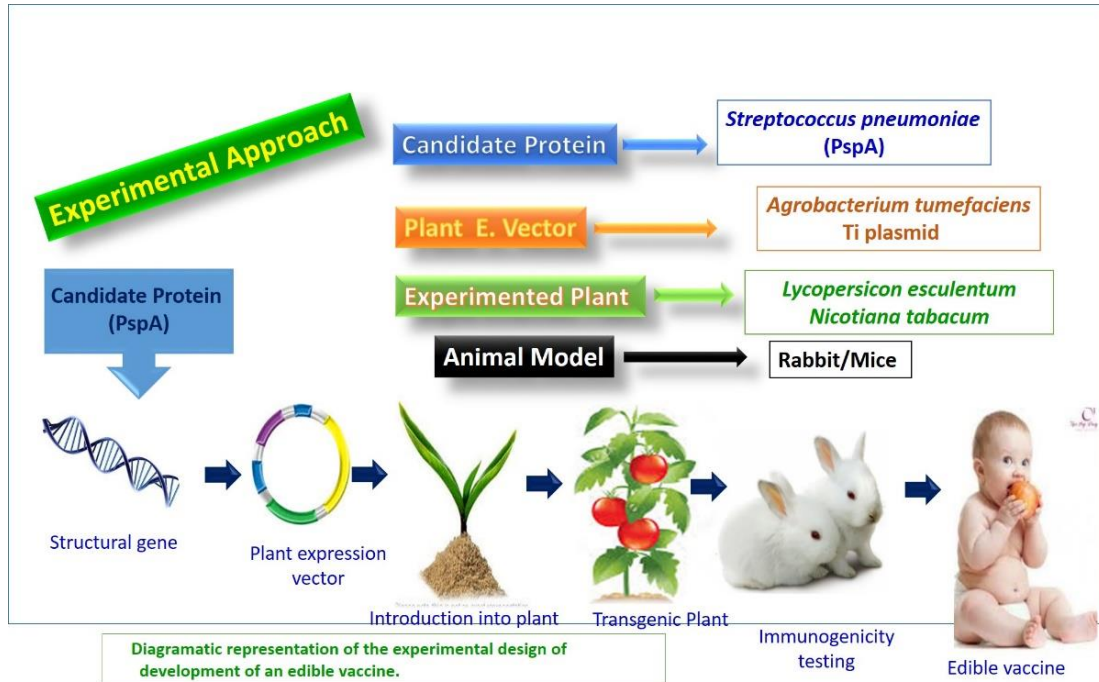 Experimental Approach
Candidate Protein
Streptococcus pneumoniae
(PspA)
Plant E. Vector
Agrobacterium tumefaciens
Ti plasmid
Experimented Plant
Lycopersicon esculentum
Nicotiana tabacum
Animal Model
Rabbit/Mice
Candidate Protein
(PspA)
Structural gene
Plant expression
vector
Introduction into plant
Transgenic Plant
Immunogenicity
testing
Edible vaccine
Diagramatic representation of the experimental design of
development of an edible vaccine.